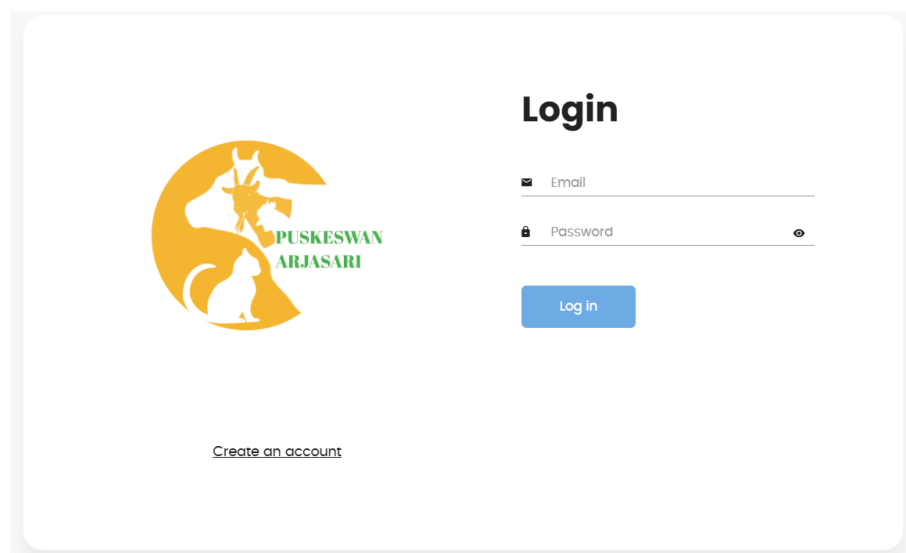 PUSKESWAN
ARJASARI
Create an account
Login
Email
Password
Log in